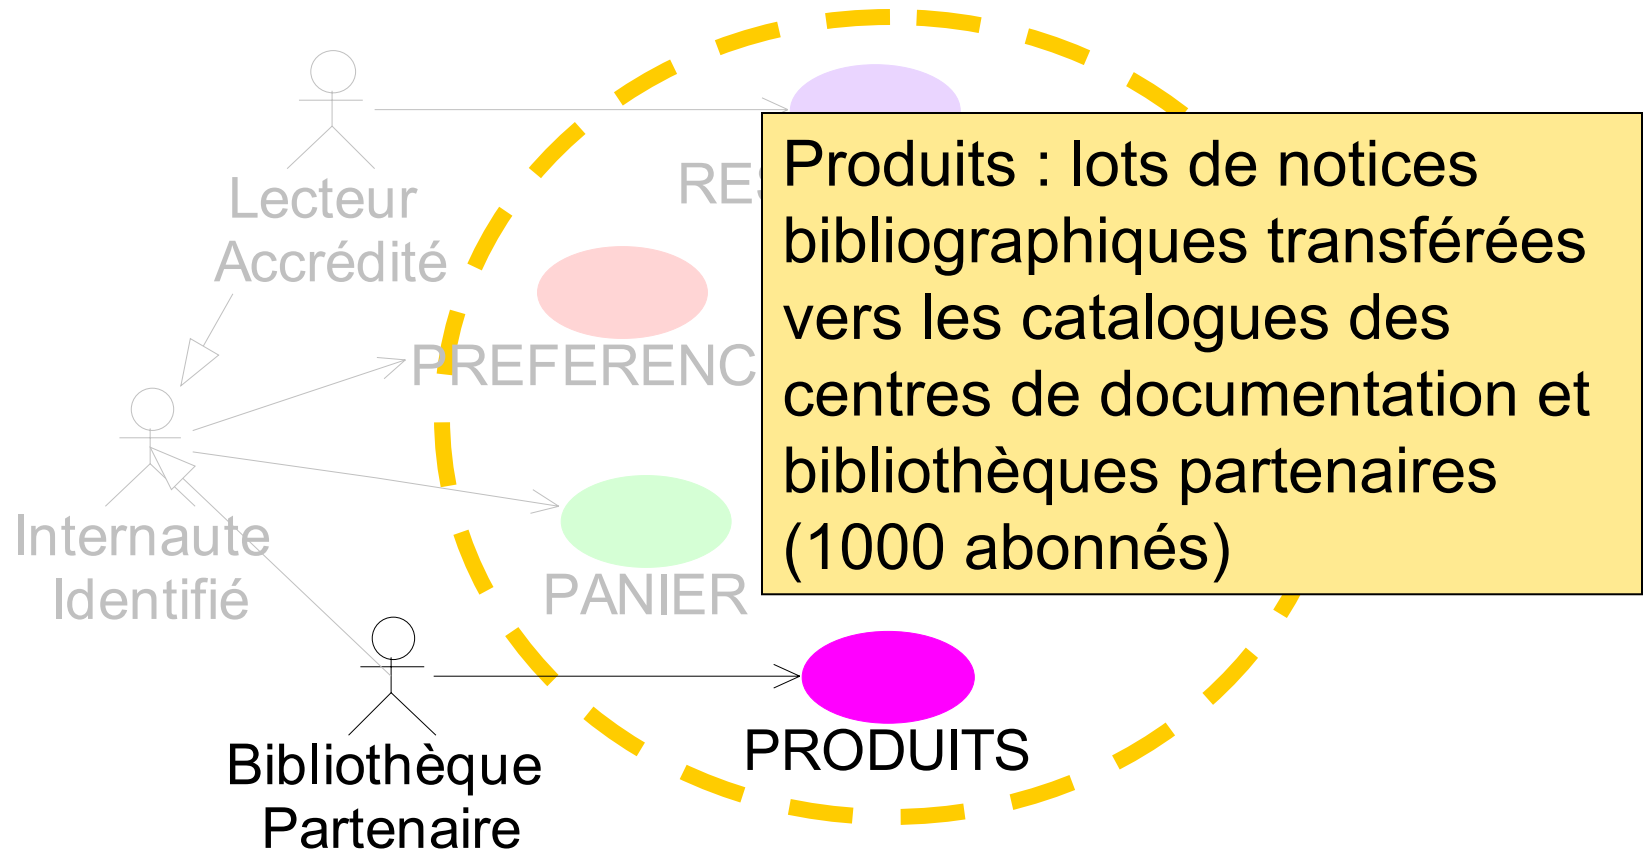 Lecteur
Accrédité
RES
Produits : lots de notices
bibliographiques transférées
vers les catalogues des
centres de documentation et
bibliothèques partenaires
(1000 abonnés)
PREFERENC
Internaute
Identifié
PANIER
Bibliothèque
Partenaire
PRODUITS